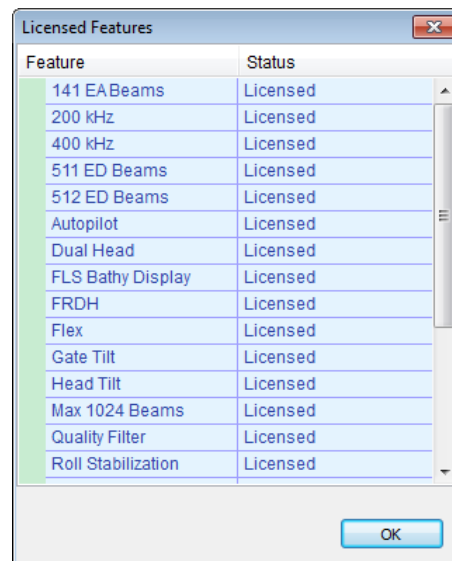 Licensed Features
Feature Status
141 EABeams Licensed
200 kHz Licensed
400 kHz Licensed
511 ED Beams Licensed
512 ED Beams Licensed
Autopilot Licensed
Dual Head Licensed
FLS Bathy Display Licensed
FRDH Licensed
Flex Licensed
Gate Tilt Licensed
Head Tilt Licensed
Max 1024 Beams Licensed
Quality Filter Licensed
Roll Stabilization Licensed
OK